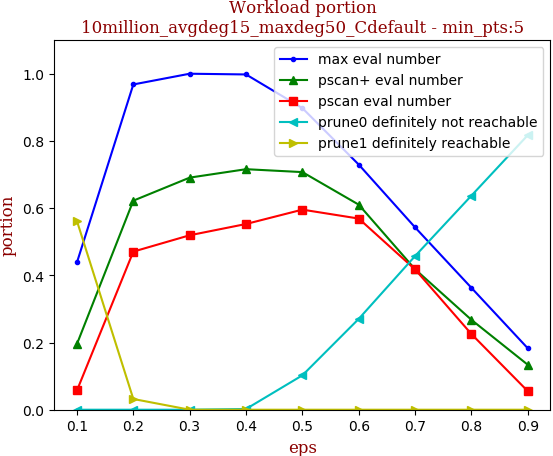 Workload portion
10million_avgdeg15_maxdeg50_Cdefault - min_pts:5
max eval number
pscan+ eval number
pscan eval number
prune0 definitely not reachable
prune1 definitely reachable
portion
1.0
0.8
0.6
0.4
0.2
0.0
0.1 0.2 0.3 0.4 0.5 0.6 0.7 0.8 0.9
eps